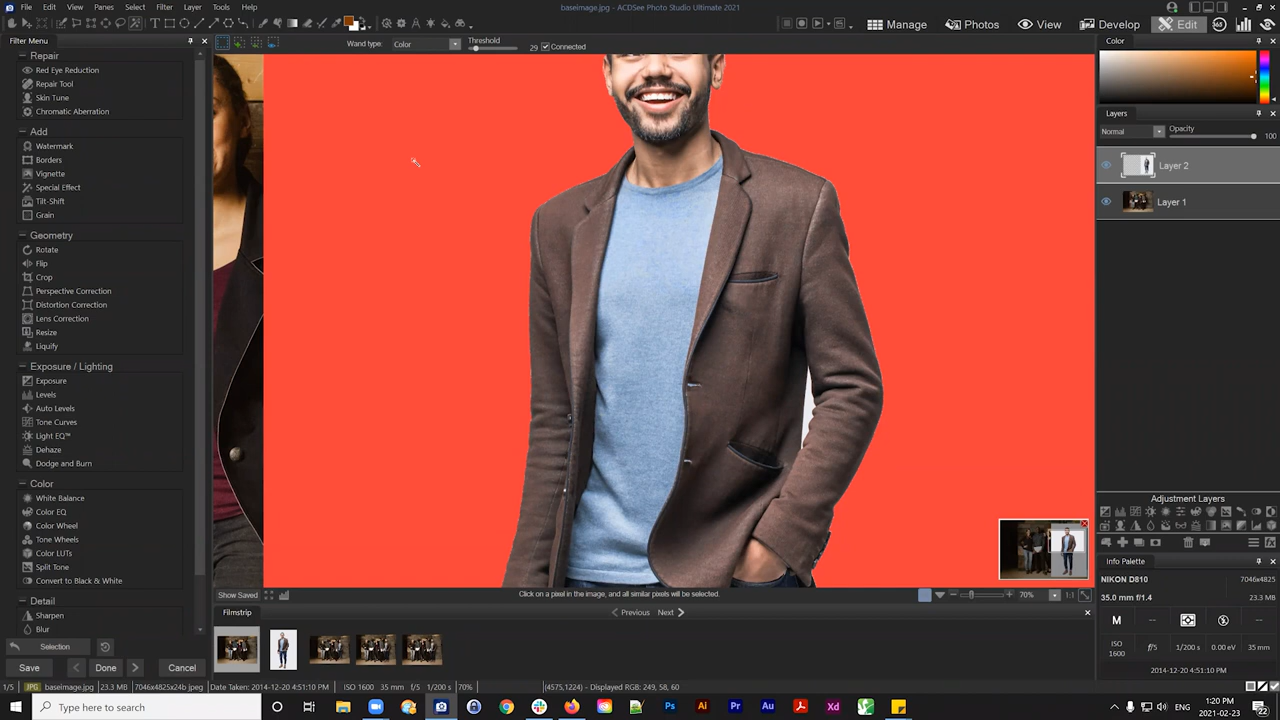 baseimage.jpg - ACDSee Photo Studio Ultimate 2021
File Edit View Panes Select Filter Layer Tools Help
Manage Photos View Develop Edit 365
Filter Menu
Wand type: Color Threshold 29 Connected
Color
Repair
Red Eye Reduction
Repair Tool
Skin Tune
Chromatic Aberration
Add
Watermark
Borders
Vignette
Special Effect
Tilt-Shift
Grain
Geometry
Rotate
Flip
Crop
Perspective Correction
Distortion Correction
Lens Correction
Resize
Liquify
Exposure / Lighting
Exposure
Levels
Auto Levels
Tone Curves
Light EQ™
Dehaze
Dodge and Burn
Color
White Balance
Color EQ
Color Wheel
Tone Wheels
Color LUTs
Split Tone
Convert to Black & White
Detail
Sharpen
Blur
Selection
Save Done Cancel
Layers
Normal Opacity 100
Layer 2
Layer 1
Adjustment Layers
Info Palette
NIKON D810 7046x4825
35.0 mm f/1.4 23.3 MB
M -- --
ISO 1600 f/5 1/200 s 0.00 eV 35 mm
2014-12-20 4:51:10 PM
Show Saved Click on a pixel in the image, and all similar pixels will be selected. 70% 1:1
Filmstrip Previous Next
1/5 JPG baseimage.jpg 23.3 MB 7046x4825x24b jpeg Date Taken: 2014-12-20 4:51:10 PM ISO 1600 35 mm f/5 1/200 s 70% (4575,1224) - Displayed RGB: 249, 58, 60
Type here to search
Ps Ai Pr Au Xd
ENG
1:20 PM
2021-02-23
22